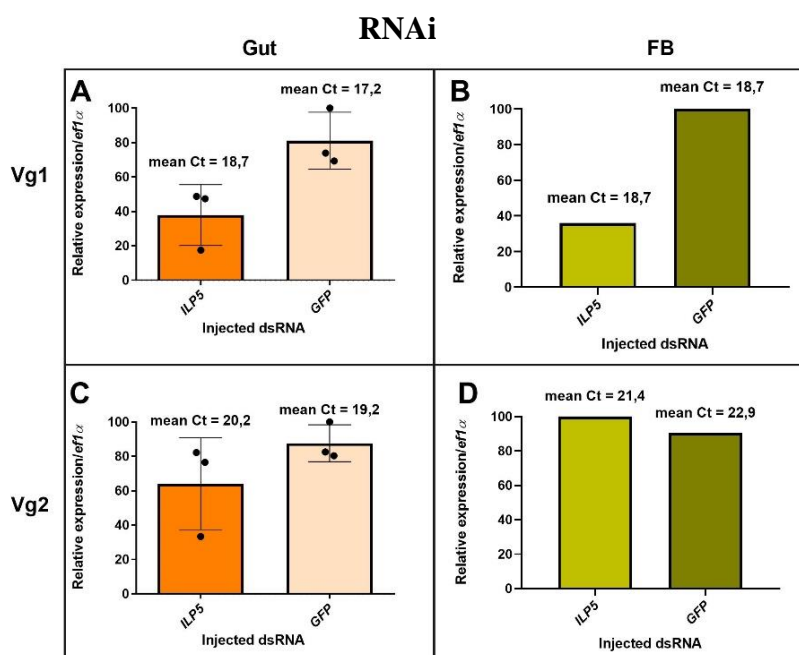 RNAi
Gut
FB
Vg1
Vg2
A
Relative expression/ef1α
100
80
60
40
20
0
mean Ct = 18,7
mean Ct = 17,2
ILP5
GFP
Injected dsRNA
B
Relative expression/ef1α
100
80
60
40
20
0
mean Ct = 18,7
mean Ct = 18,7
ILP5
GFP
Injected dsRNA
C
Relative expression/ef1α
100
80
60
40
20
0
mean Ct = 20,2
mean Ct = 19,2
ILP5
GFP
Injected dsRNA
D
Relative expression/ef1α
100
80
60
40
20
0
mean Ct = 21,4
mean Ct = 22,9
ILP5
GFP
Injected dsRNA